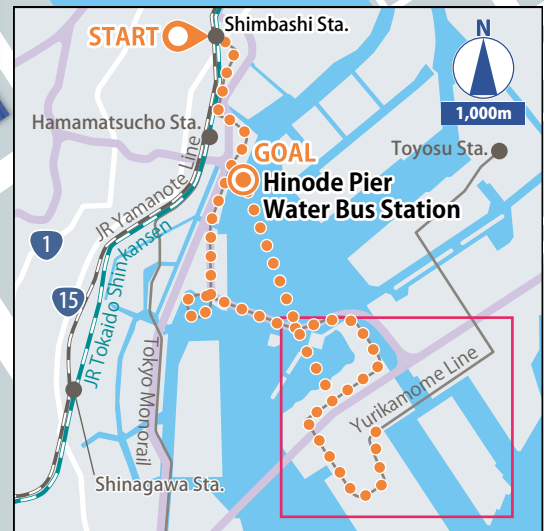 START
Shimbashi Sta.
N
1,000m
Hamamatsucho Sta.
Toyosu Sta.
GOAL
Hinode Pier
Water Bus Station
JR Yamanote Line
JR Tokaido Shinkansen
1
15
Tokyo Monorail
Yurikamome Line
Shinagawa Sta.